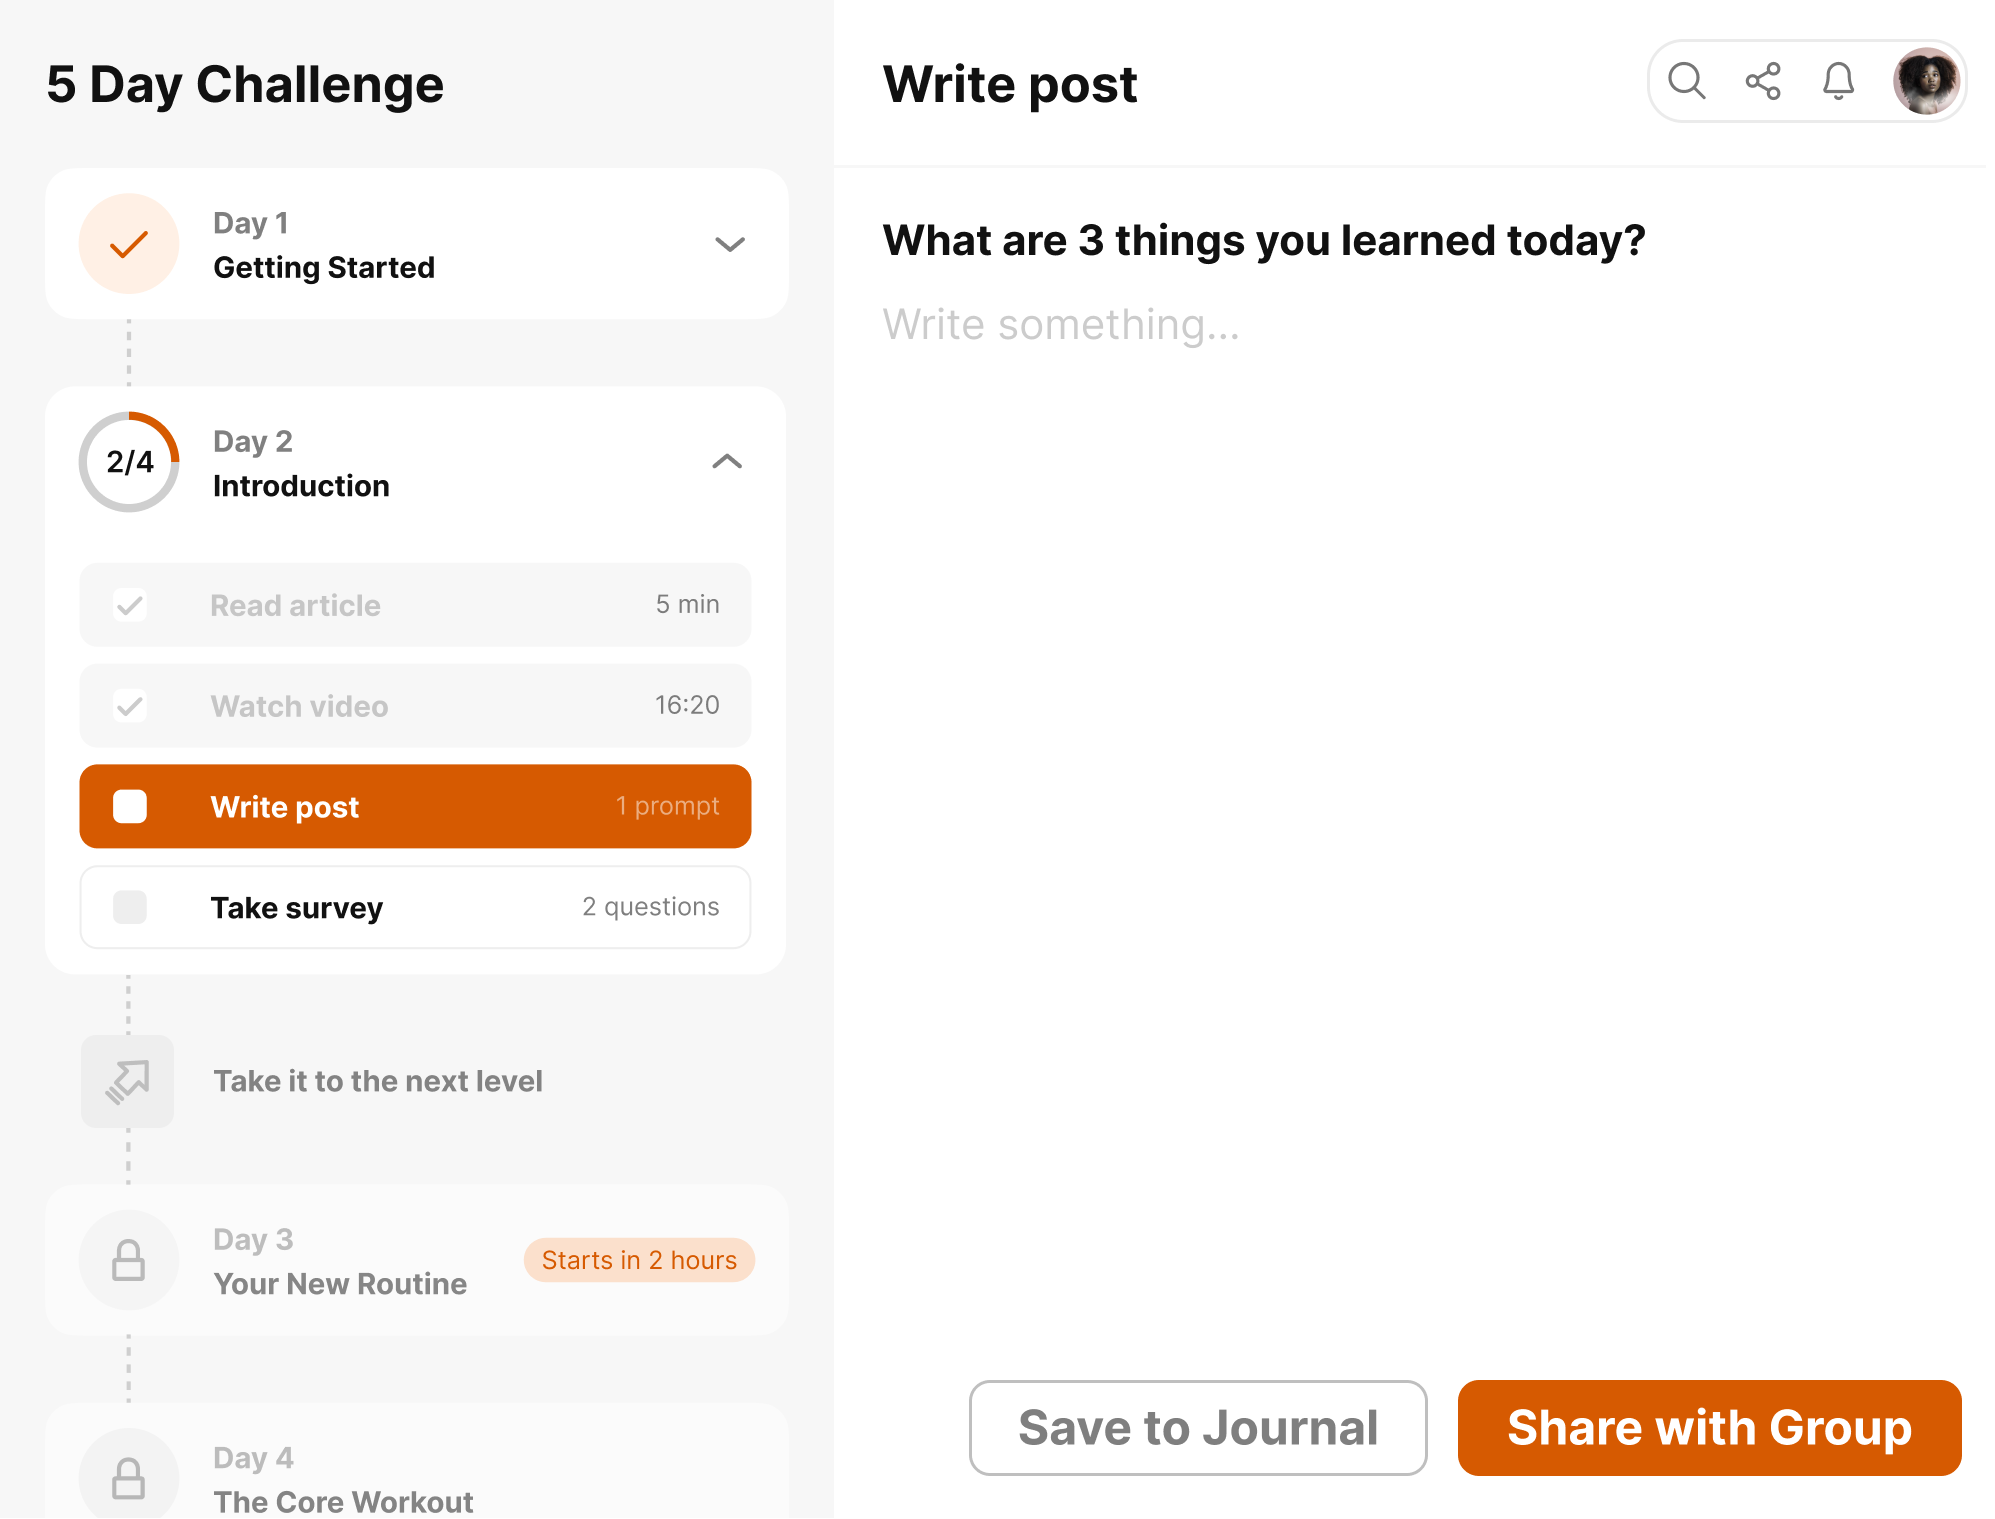 5 Day Challenge
Day 1
Getting Started
2/4
Day 2
Introduction
Read article
5 min
Watch video
16:20
Write post
1 prompt
Take survey
2 questions
Take it to the next level
Day 3
Your New Routine
Starts in 2 hours
Day 4
The Core Workout
Write post
What are 3 things you learned today?
Write something...
Save to Journal
Share with Group